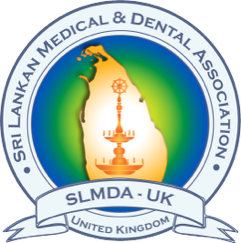 • SRI LANKAN MEDICAL & DENTAL ASSOCIATION •
SLMDA - UK
UNITED KINGDOM